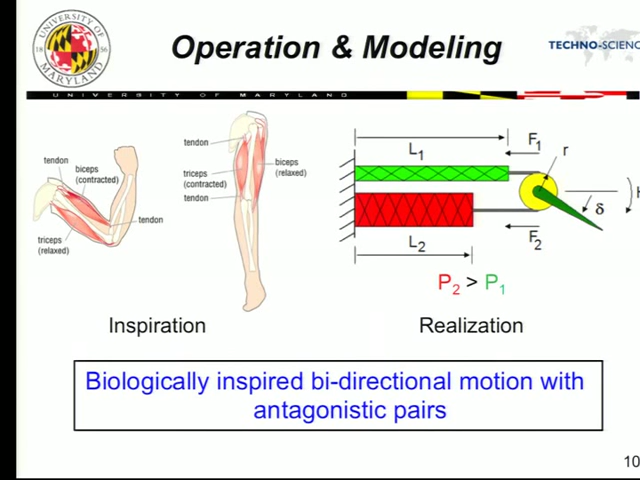 UNIVERSITY OF
18 56
MARYLAND
Operation & Modeling
TECHNO-SCIENC
UNIVERSITY OF MARYLAND
tendon
biceps
(contracted)
tendon
triceps
(relaxed)
tendon
triceps
(contracted)
tendon
biceps
(relaxed)
L1
F1
r
δ
F2
L2
P2 > P1
Inspiration
Realization
Biologically inspired bi-directional motion with
antagonistic pairs
10